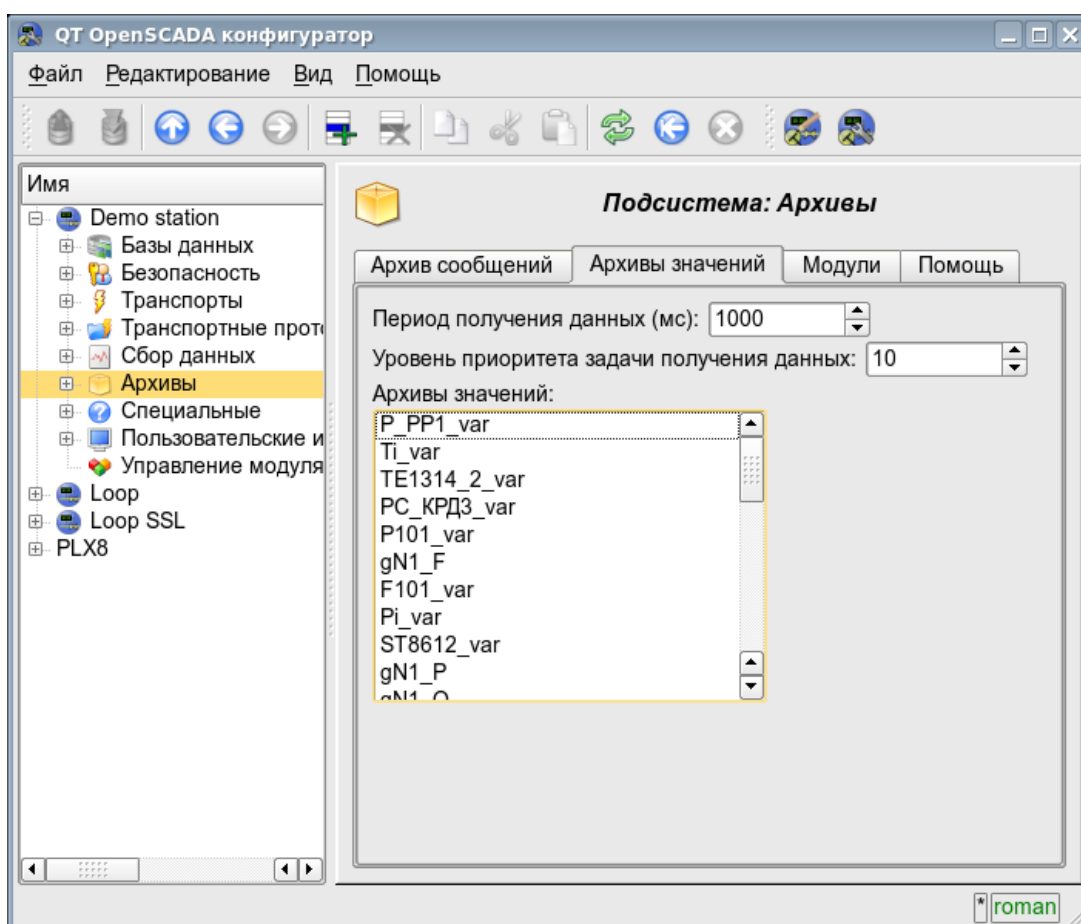 QT OpenSCADA конфигуратор
Файл Редактирование Вид Помощь
Имя
Demo station
Базы данных
Безопасность
Транспорты
Транспортные прот
Сбор данных
Архивы
Специальные
Пользовательские и
Управление модуля
Loop
Loop SSL
PLX8
Подсистема: Архивы
Архив сообщений Архивы значений Модули Помощь
Период получения данных (мс): 1000
Уровень приоритета задачи получения данных: 10
Архивы значений:
P_PP1_var
Ti_var
TE1314_2_var
PC_КРД3_var
P101_var
gN1_F
F101_var
Pi_var
ST8612_var
gN1_P
* roman